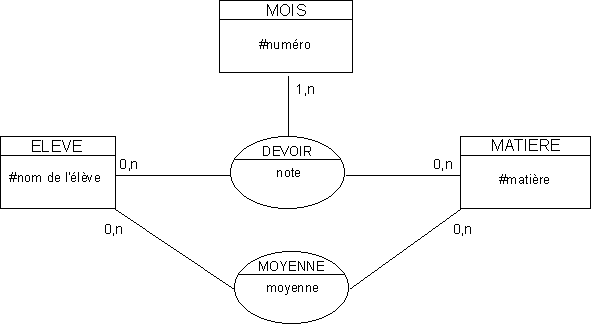 MOIS
#numéro
1,n
ELEVE
#nom de l'élève
0,n
DEVOIR
note
0,n
MATIERE
#matière
0,n
0,n
MOYENNE
moyenne